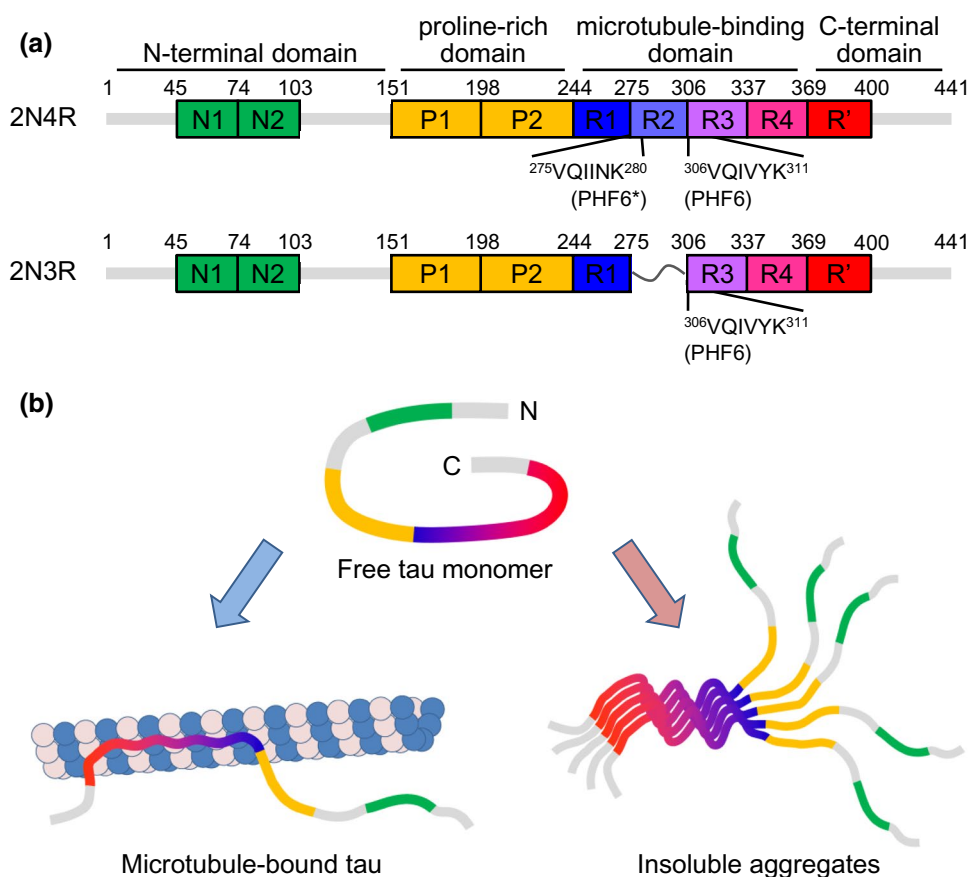 (a)
N-terminal domain
proline-rich
domain
microtubule-binding
domain
C-terminal
domain
1 45 74 103 151 198 244 275 306 337 369 400 441
2N4R N1 N2 P1 P2 R1 R2 R3 R4 R'
²⁷⁵VQIINK²⁸⁰ ³⁰⁶VQIVYK³¹¹
(PHF6*) (PHF6)
1 45 74 103 151 198 244 275 306 337 369 400 441
2N3R N1 N2 P1 P2 R1 R3 R4 R'
³⁰⁶VQIVYK³¹¹
(PHF6)
(b)
N
C
Free tau monomer
Microtubule-bound tau
Insoluble aggregates